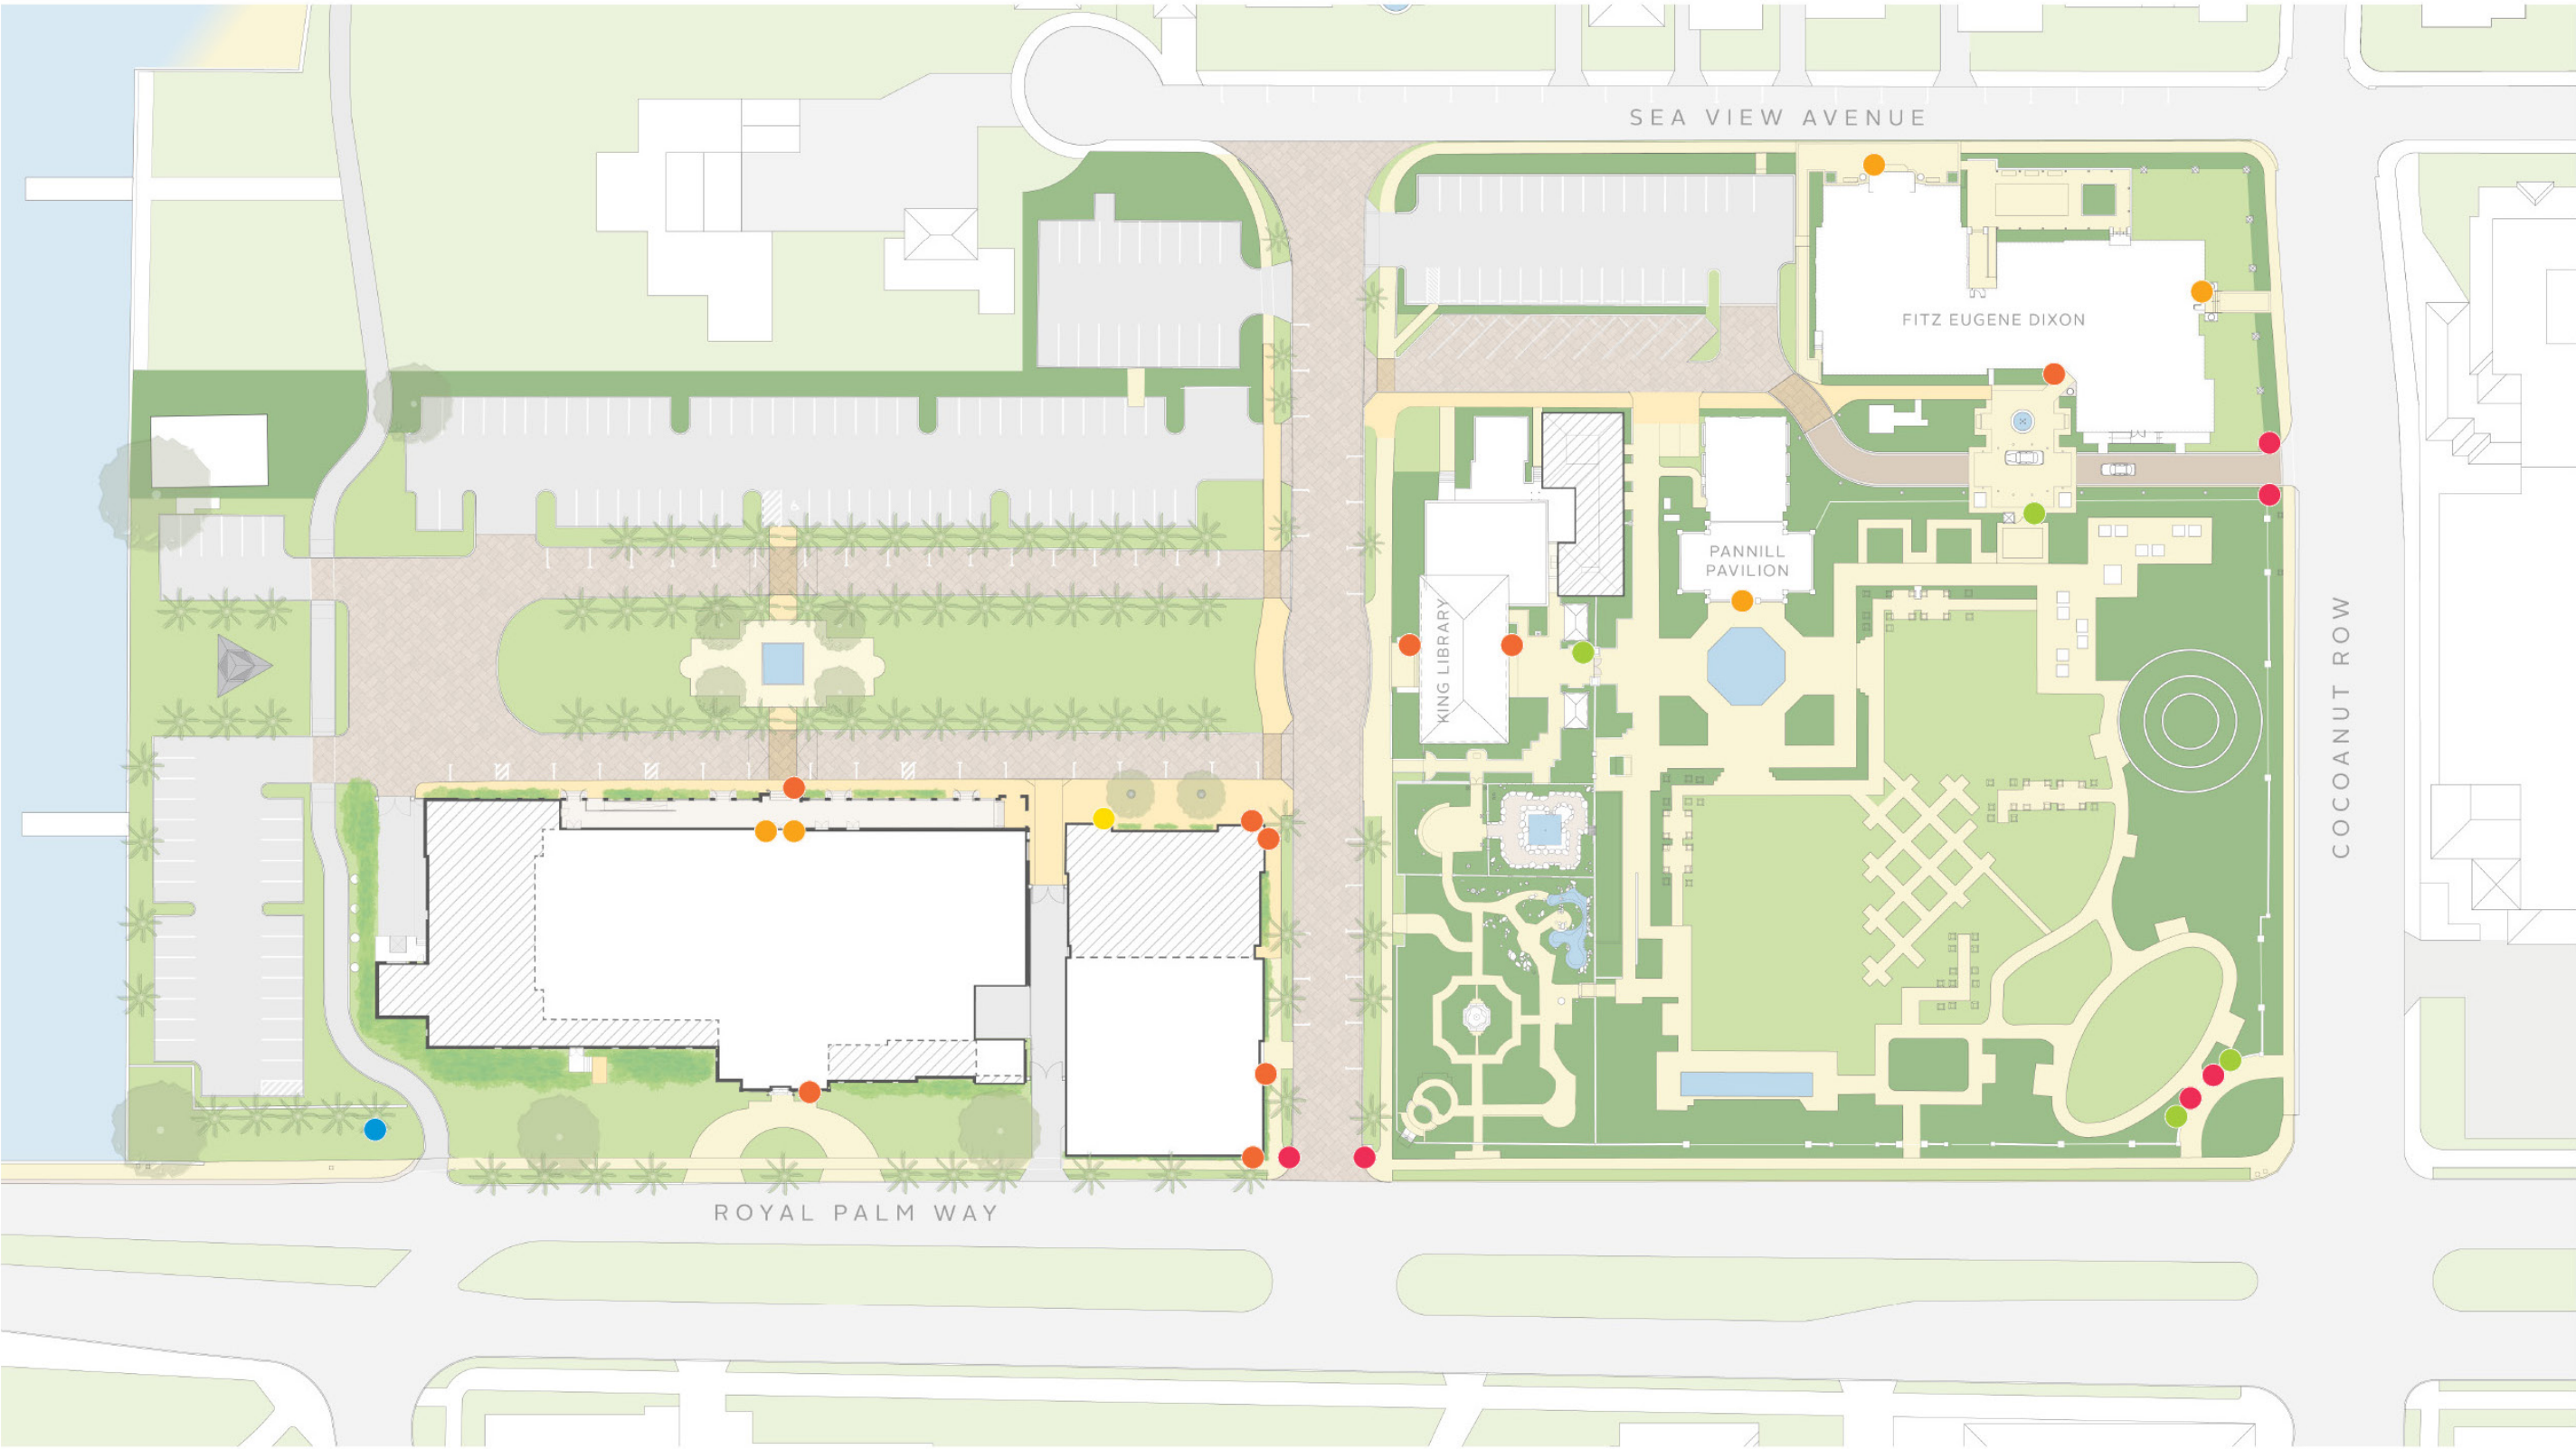 SEA VIEW AVENUE
FITZ EUGENE DIXON
PANNILL
PAVILION
KING LIBRARY
COCOANUT ROW
ROYAL PALM WAY